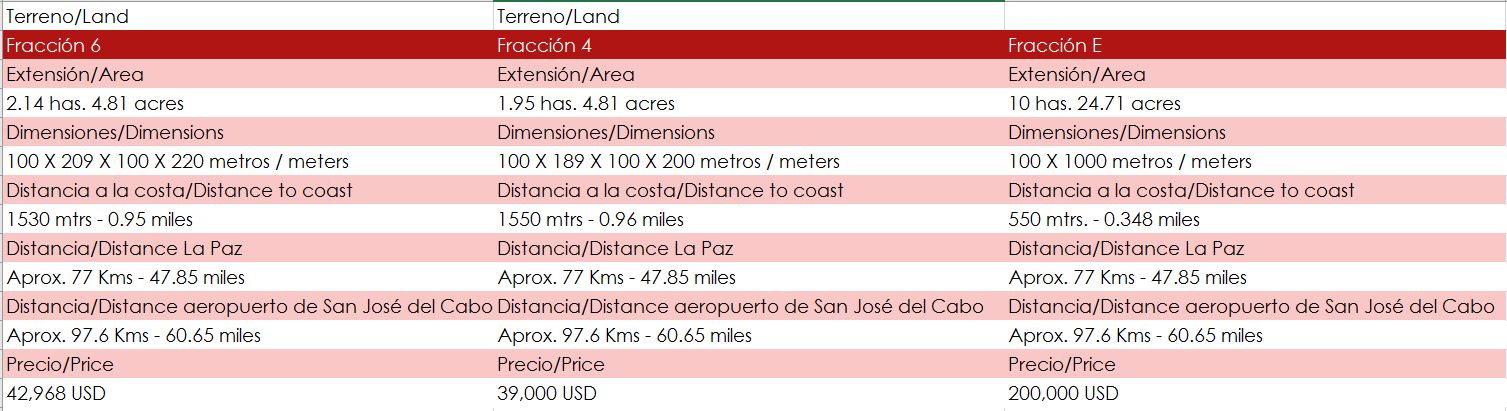 Terreno/Land Terreno/Land
Fracción 6 Fracción 4 Fracción E
Extensión/Area Extensión/Area Extensión/Area
2.14 has. 4.81 acres 1.95 has. 4.81 acres 10 has. 24.71 acres
Dimensiones/Dimensions Dimensiones/Dimensions Dimensiones/Dimensions
100 X 209 X 100 X 220 metros / meters 100 X 189 X 100 X 200 metros / meters 100 X 1000 metros / meters
Distancia a la costa/Distance to coast Distancia a la costa/Distance to coast Distancia a la costa/Distance to coast
1530 mtrs - 0.95 miles 1550 mtrs - 0.96 miles 550 mtrs. - 0.348 miles
Distancia/Distance La Paz Distancia/Distance La Paz Distancia/Distance La Paz
Aprox. 77 Kms - 47.85 miles Aprox. 77 Kms - 47.85 miles Aprox. 77 Kms - 47.85 miles
Distancia/Distance aeropuerto de San José del Cabo Distancia/Distance aeropuerto de San José del Cabo Distancia/Distance aeropuerto de San José del Cabo
Aprox. 97.6 Kms - 60.65 miles Aprox. 97.6 Kms - 60.65 miles Aprox. 97.6 Kms - 60.65 miles
Precio/Price Precio/Price Precio/Price
42,968 USD 39,000 USD 200,000 USD